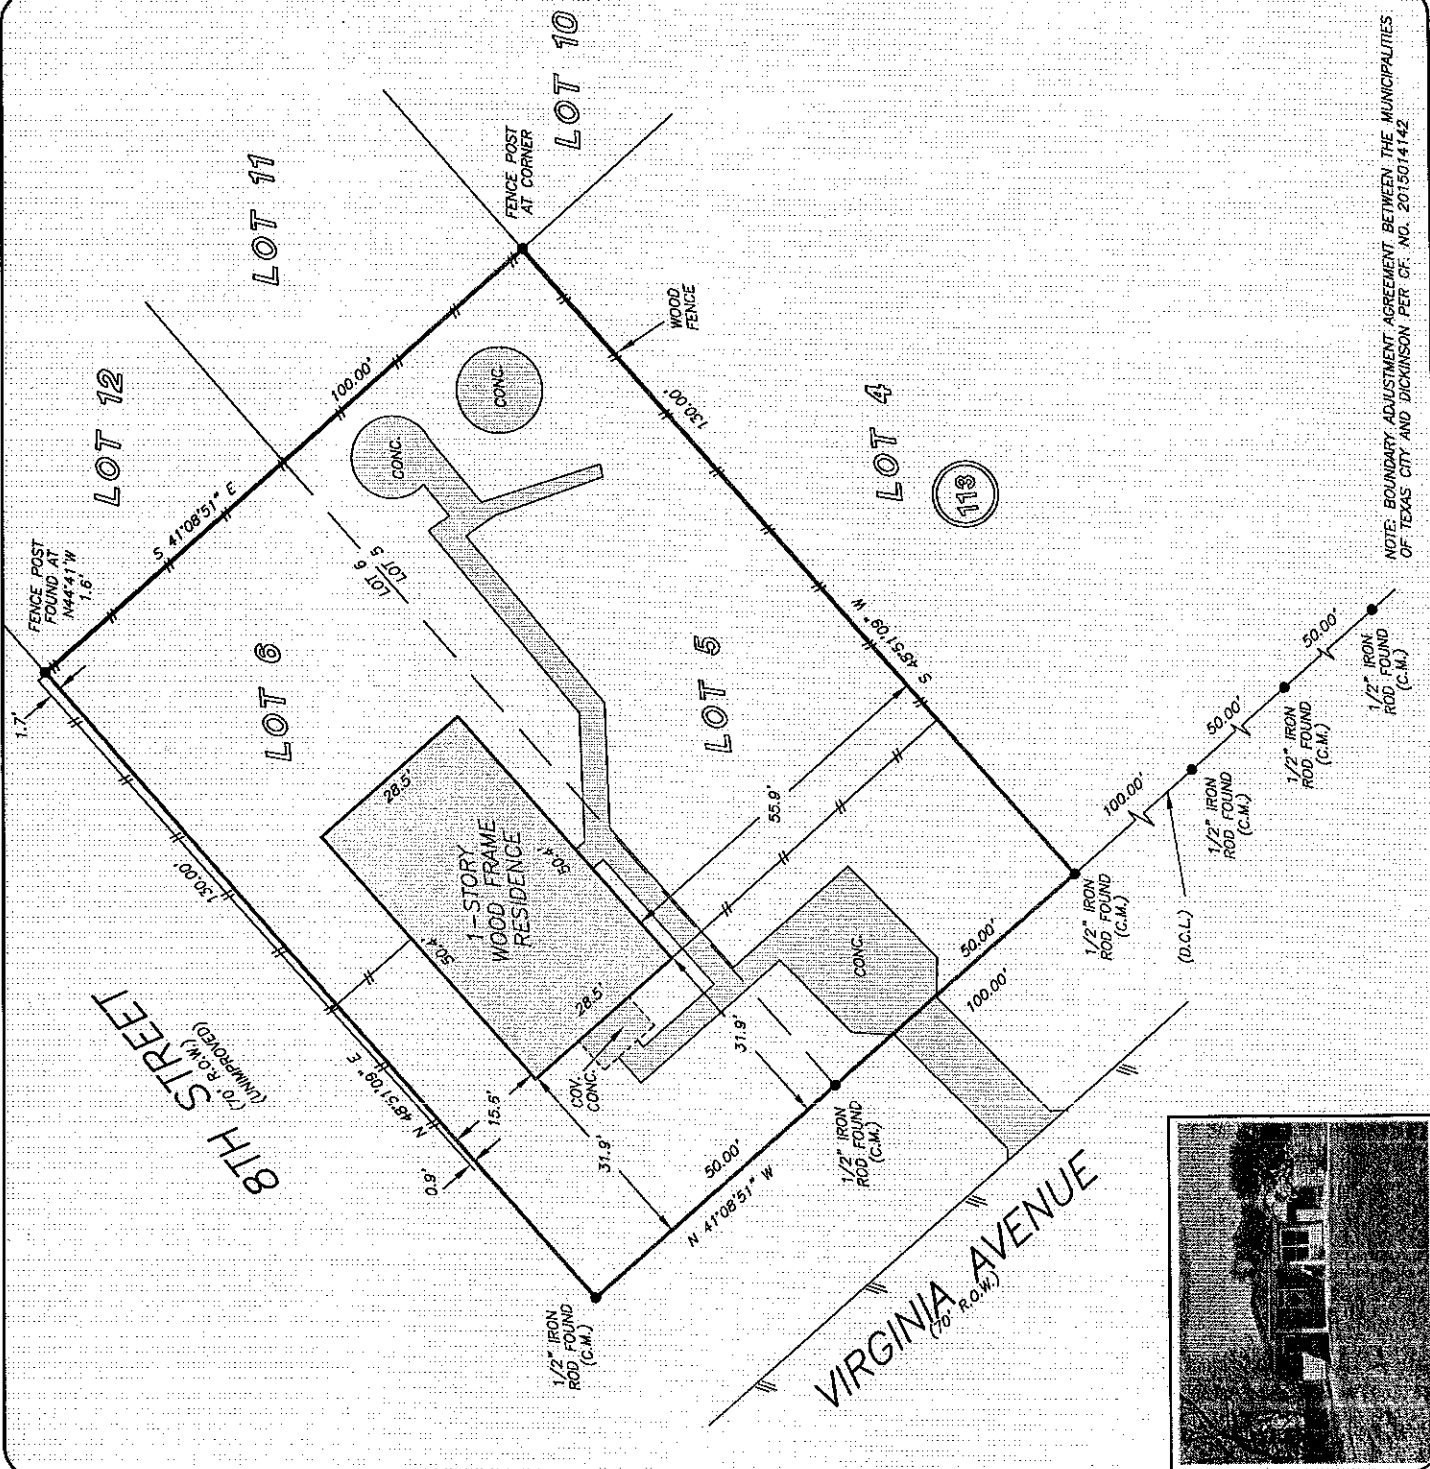 LOT 10
LOT 11
LOT 12
FENCE POST
AT CORNER
FENCE POST
FOUND AT
N44°41'W
1.6'
S 41°08'51" E
100.00'
CONC.
CONC.
WOOD
FENCE
130.00'
S 48°51'09" W
LOT 4
113
LOT 6
LOT 5
LOT 6
LOT 5
1.7'
130.00'
N 48°51'09" E
8TH STREET
(70' R.O.W.)
(UNIMPROVED)
28.5'
1-STORY
WOOD FRAME
RESIDENCE
50.4'
50.4'
28.5'
55.9'
COV.
CONC.
CONC.
15.6'
0.9'
31.9'
31.9'
50.00'
N 41°08'51" W
50.00'
100.00'
1/2" IRON
ROD FOUND
(C.M.)
1/2" IRON
ROD FOUND
(C.M.)
1/2" IRON
ROD FOUND
(C.M.)
100.00'
(D.C.L)
1/2" IRON
ROD FOUND
(C.M.)
50.00'
1/2" IRON
ROD FOUND
(C.M.)
50.00'
1/2" IRON
ROD FOUND
(C.M.)
VIRGINIA AVENUE
(70' R.O.W.)
NOTE: BOUNDARY ADJUSTMENT AGREEMENT BETWEEN THE MUNICIPALITIES
OF TEXAS CITY AND DICKINSON PER CF. NO. 2015014142